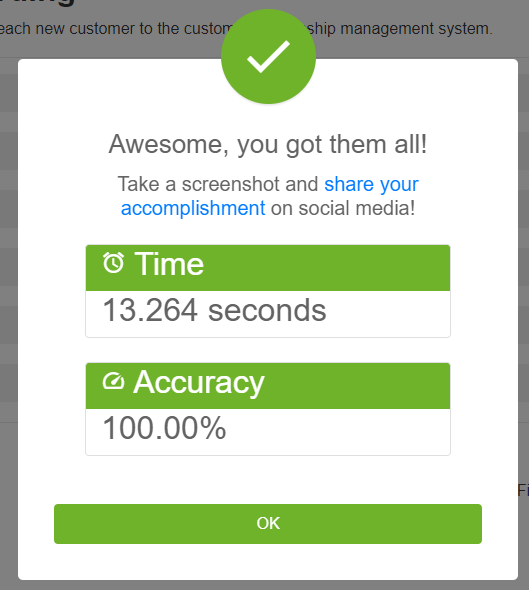 each new customer to the custom ship management system.
Awesome, you got them all!
Take a screenshot and share your
accomplishment on social media!
Time
13.264 seconds
Accuracy
100.00%
Fi
OK